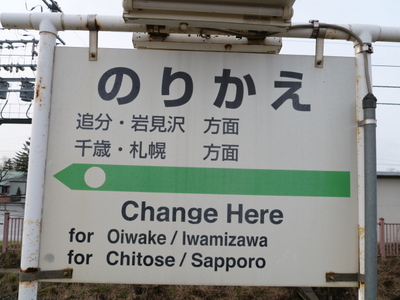 のりかえ
追分・岩見沢 方面
千歳・札幌 方面
Change Here
for Oiwake / Iwamizawa
for Chitose / Sapporo